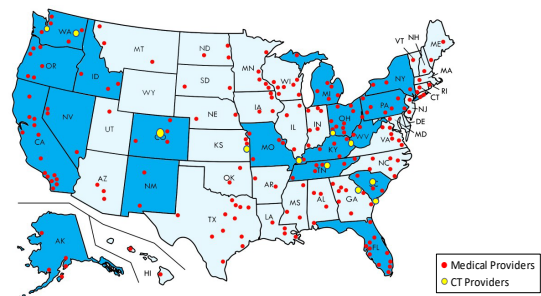 WA
OR
CA
NV
ID
MT
WY
UT
AZ
NM
ND
SD
NE
KS
OK
TX
MN
IA
MO
AR
LA
WI
IL
MI
IN
OH
KY
TN
MS
AL
GA
FL
SC
NC
VA
WV
PA
NY
VT
NH
ME
MA
RI
CT
NJ
DE
MD
AK
HI
Medical Providers
CT Providers